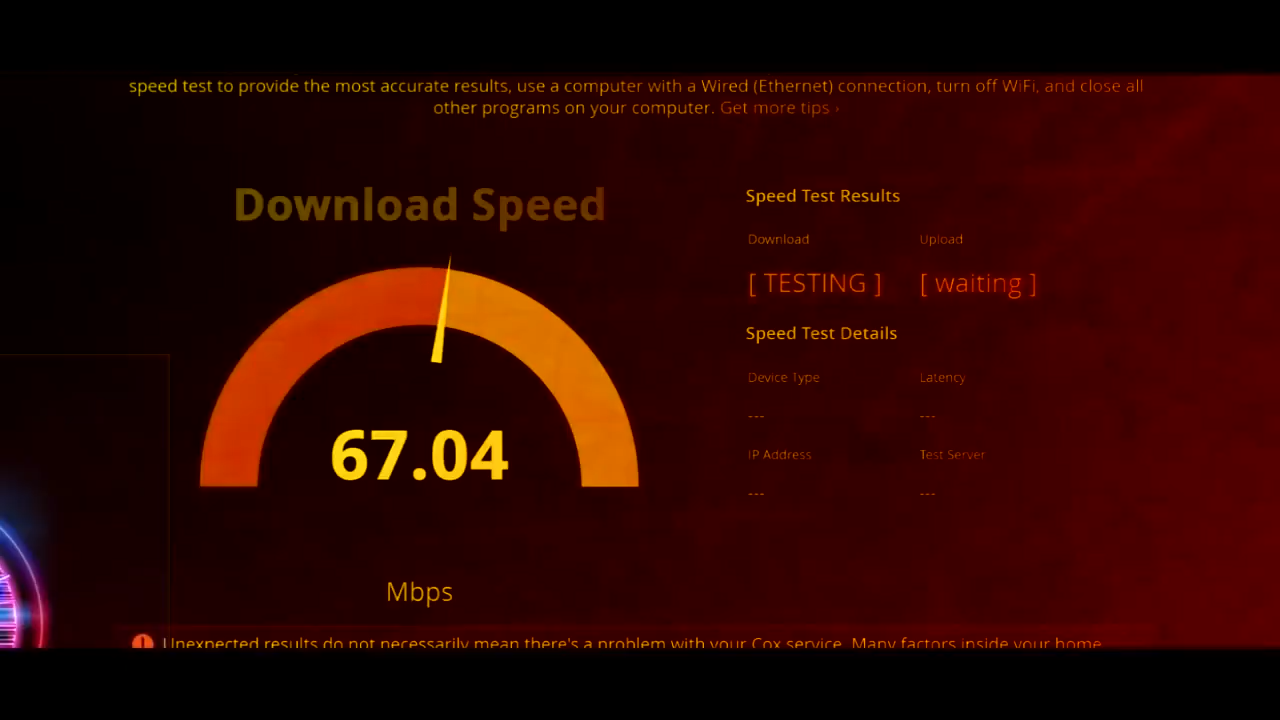 speed test to provide the most accurate results, use a computer with a Wired (Ethernet) connection, turn off WiFi, and close all
other programs on your computer. Get more tips ›
Download Speed
67.04
Mbps
Speed Test Results
Download Upload
[ TESTING ] [ waiting ]
Speed Test Details
Device Type Latency
--- ---
IP Address Test Server
--- ---
Unexpected results do not necessarily mean there's a problem with your Cox service. Many factors inside your home